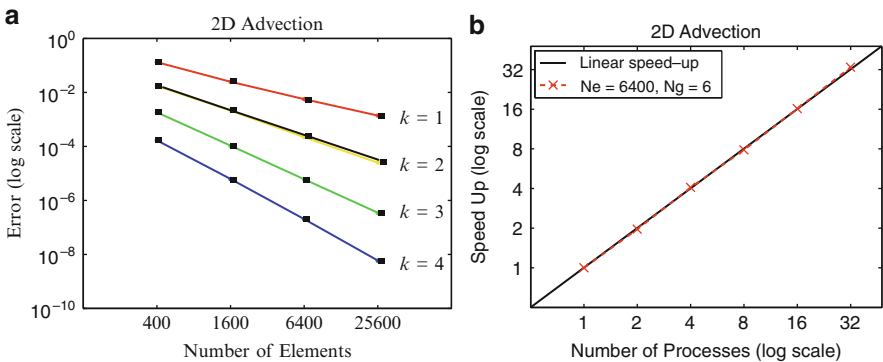 a
2D Advection
Error (log scale)
10^0
10^−2
10^−4
10^−6
10^−8
10^−10
k = 1
k = 2
k = 3
k = 4
400 1600 6400 25600
Number of Elements
b
2D Advection
Linear speed–up
Ne = 6400, Ng = 6
Speed Up (log scale)
32
16
8
4
2
1
1 2 4 8 16 32
Number of Processes (log scale)